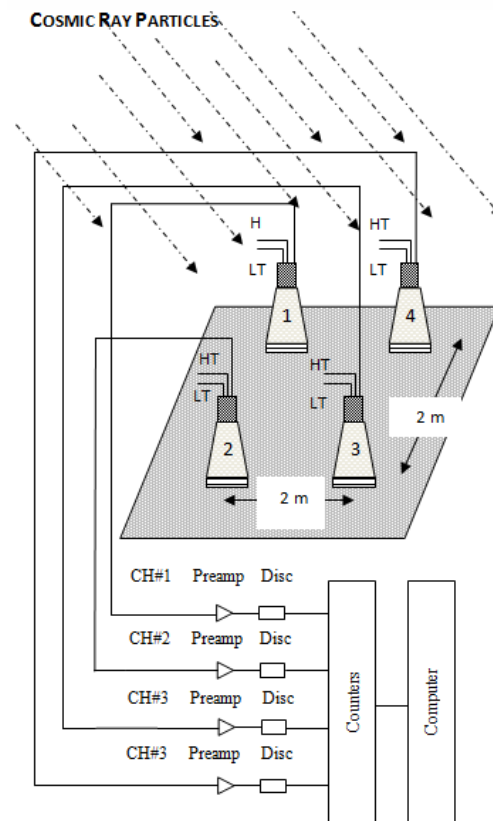 COSMIC RAY PARTICLES
H
HT
LT
LT
1
4
HT
HT
LT
LT
2 m
2
3
2 m
CH#1 Preamp Disc
CH#2 Preamp Disc
CH#3 Preamp Disc
CH#3 Preamp Disc
Counters
Computer